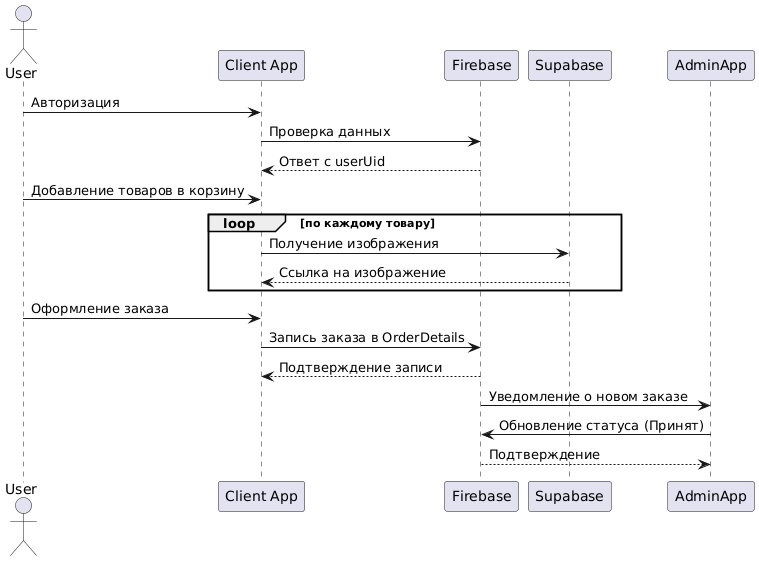 User
Client App
Firebase
Supabase
AdminApp
Авторизация
Проверка данных
Ответ с userUid
Добавление товаров в корзину
loop [по каждому товару]
Получение изображения
Ссылка на изображение
Оформление заказа
Запись заказа в OrderDetails
Подтверждение записи
Уведомление о новом заказе
Обновление статуса (Принят)
Подтверждение
User
Client App
Firebase
Supabase
AdminApp